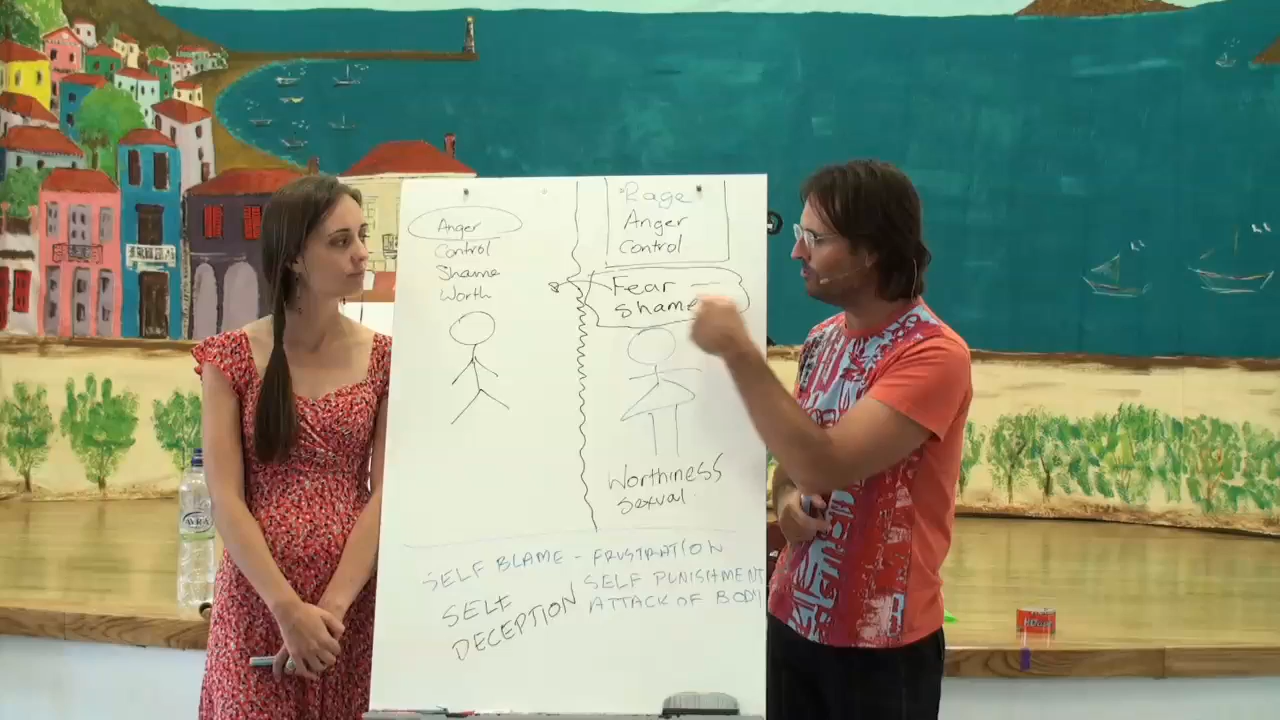 Anger
Control
Shame
Worth
Rage
Anger
Control
Fear
Shame
Worthiness
Sexual
SELF BLAME - FRUSTRATION
SELF PUNISHMENT
ATTACK OF BODY
SELF
DECEPTION
AVRA